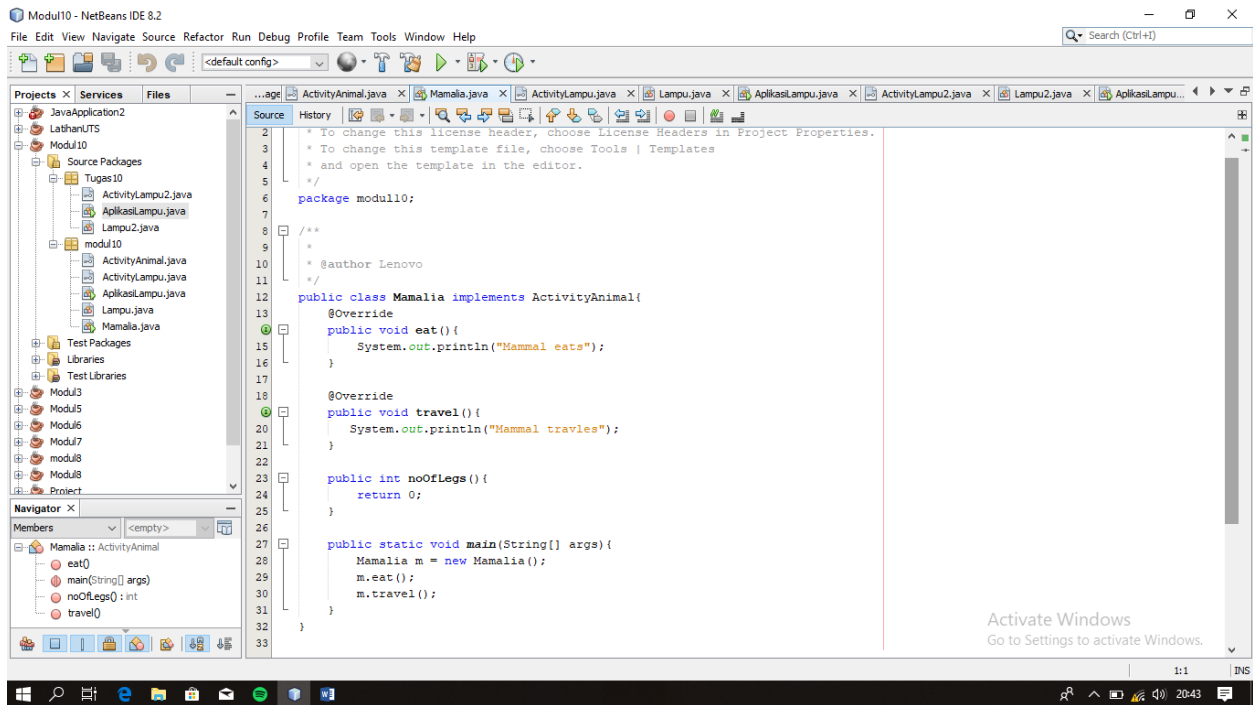 Modul10 - NetBeans IDE 8.2
File Edit View Navigate Source Refactor Run Debug Profile Team Tools Window Help
Search (Ctrl+I)
<default config>
Projects Services Files
...age ActivityAnimal.java Mamalia.java ActivityLampu.java Lampu.java AplikasiLampu.java ActivityLampu2.java Lampu2.java AplikasiLampu...
Source History
JavaApplication2
LatihanUTS
Modul10
Source Packages
Tugas10
ActivityLampu2.java
AplikasiLampu.java
Lampu2.java
modul10
ActivityAnimal.java
ActivityLampu.java
AplikasiLampu.java
Lampu.java
Mamalia.java
Test Packages
Libraries
Test Libraries
Modul3
Modul5
Modul6
Modul7
modul8
Modul8
Project
Navigator
Members <empty>
Mamalia :: ActivityAnimal
eat()
main(String[] args)
noOfLegs() : int
travel()
2 * To change this license header, choose License Headers in Project Properties.
3 * To change this template file, choose Tools | Templates
4 * and open the template in the editor.
5 */
6 package modul10;
7
8 /**
9 *
10 * @author Lenovo
11 */
12 public class Mamalia implements ActivityAnimal{
13 @Override
public void eat(){
15 System.out.println("Mammal eats");
16 }
17
18 @Override
public void travel(){
20 System.out.println("Mammal travles");
21 }
22
23 public int noOfLegs(){
24 return 0;
25 }
26
27 public static void main(String[] args){
28 Mamalia m = new Mamalia();
29 m.eat();
30 m.travel();
31 }
32 }
33
Activate Windows
Go to Settings to activate Windows.
1:1 INS
20:43